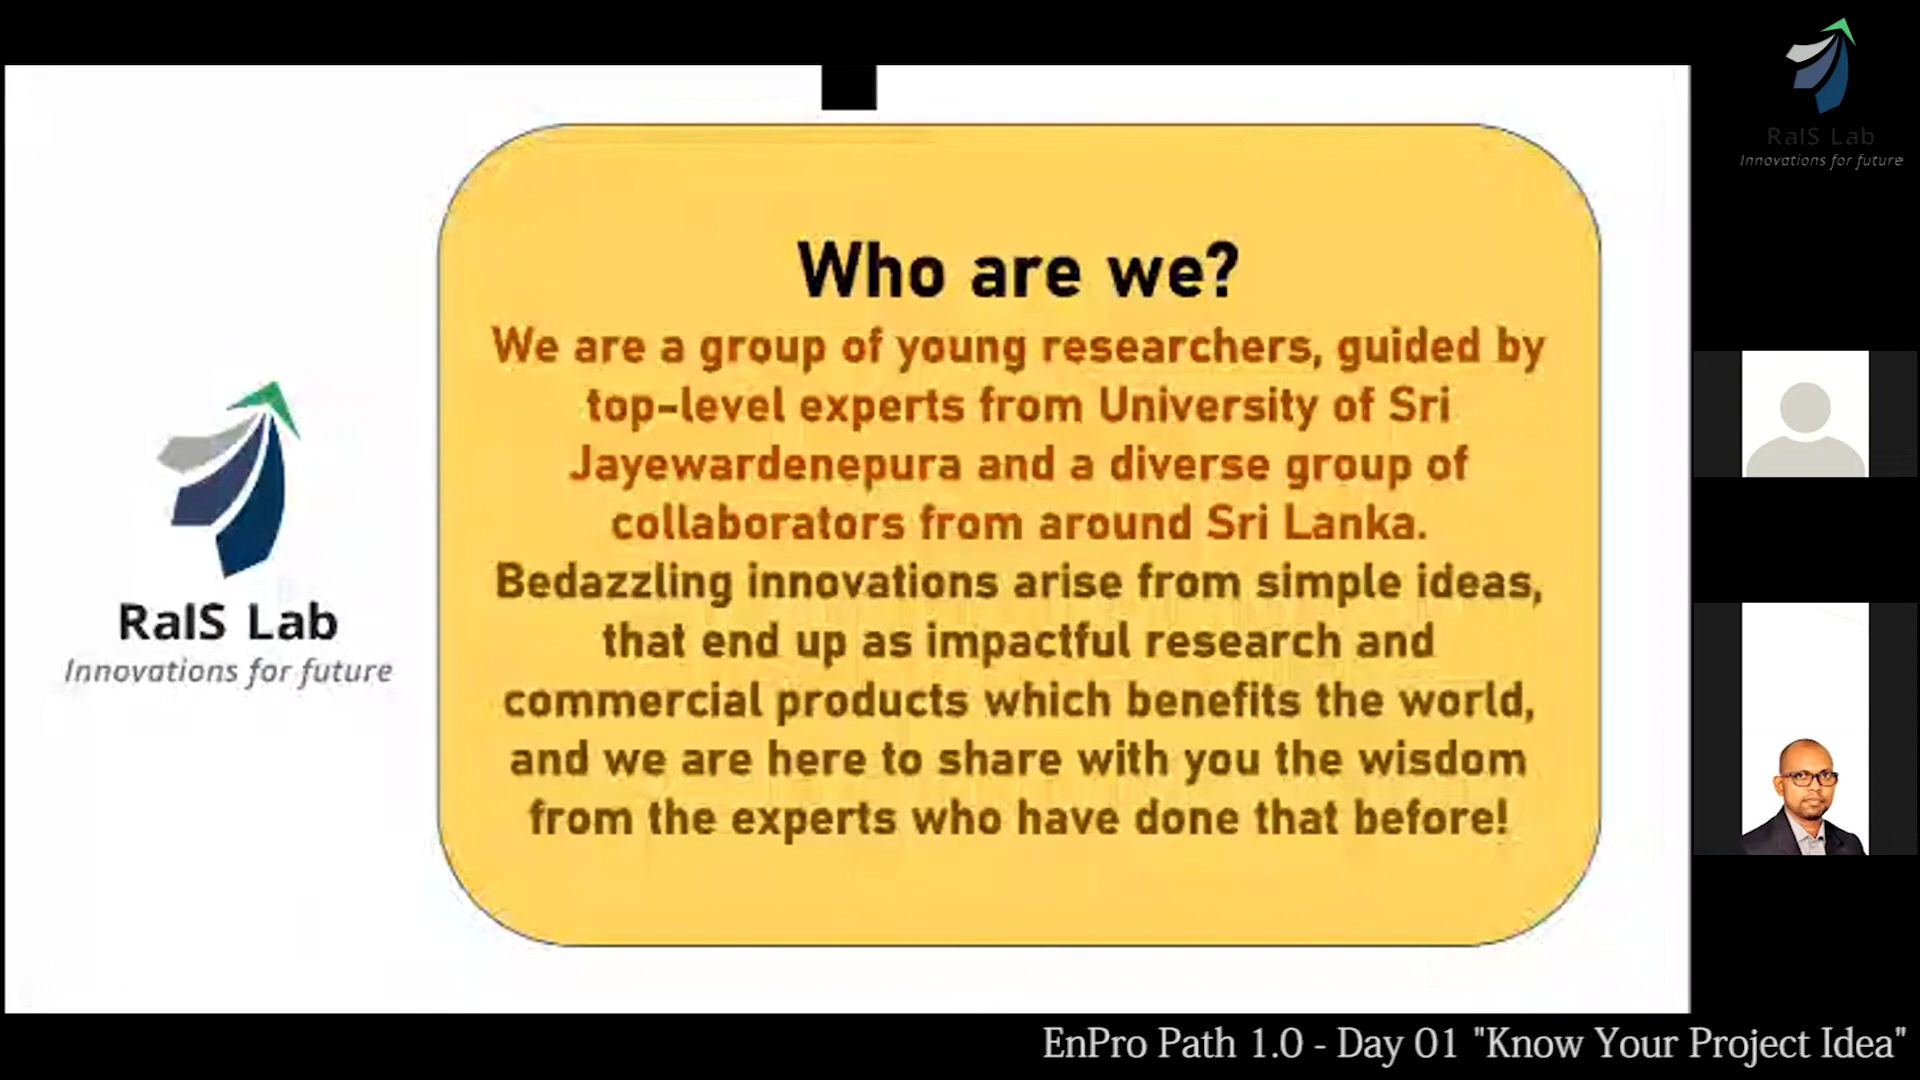 RaIS Lab
Innovations for future
Who are we?
We are a group of young researchers, guided by
top-level experts from University of Sri
Jayewardenepura and a diverse group of
collaborators from around Sri Lanka.
Bedazzling innovations arise from simple ideas,
that end up as impactful research and
commercial products which benefits the world,
and we are here to share with you the wisdom
from the experts who have done that before!
RaIS Lab
Innovations for future
EnPro Path 1.0 - Day 01 "Know Your Project Idea"